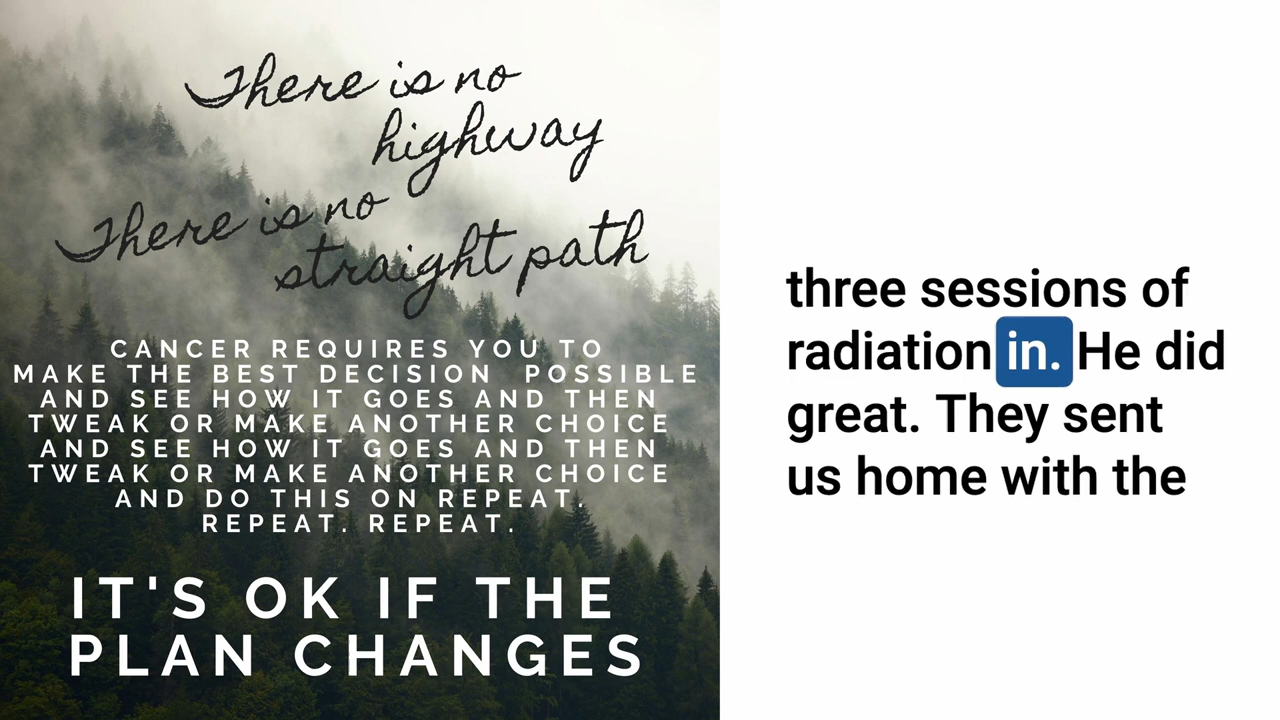 There is no
highway
There is no
straight path
CANCER REQUIRES YOU TO
MAKE THE BEST DECISION POSSIBLE
AND SEE HOW IT GOES AND THEN
TWEAK OR MAKE ANOTHER CHOICE
AND SEE HOW IT GOES AND THEN
TWEAK OR MAKE ANOTHER CHOICE
AND DO THIS ON REPEAT.
REPEAT. REPEAT.
IT'S OK IF THE
PLAN CHANGES
three sessions of
radiation in. He did
great. They sent
us home with the